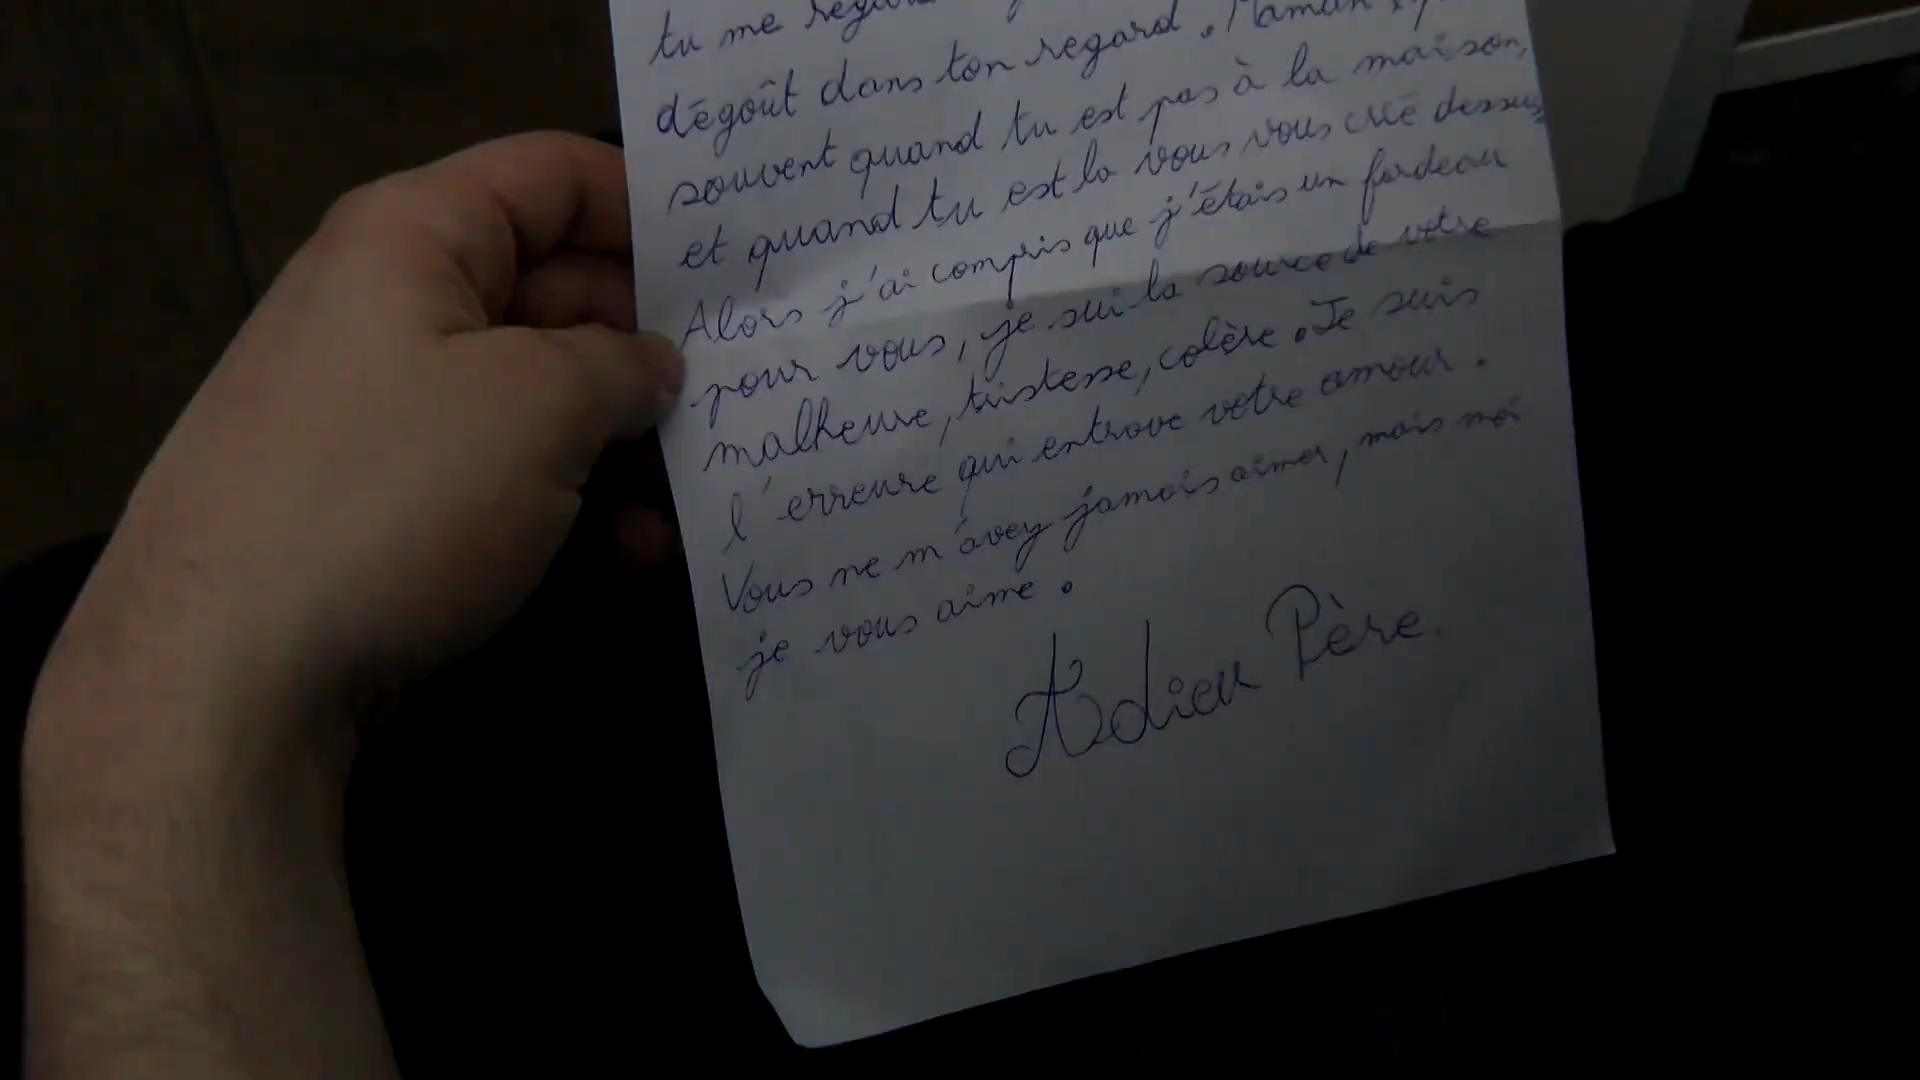 tu me
dégoût dans ton regard. Maman
souvent quand tu est pas à la maison,
et quand tu est la vous vous crié dessus
Alors j'ai compris que j'étais un fardeau
pour vous, je sui la source de votre
malheure, tristesse, colère. Je suis
l'erreure qui entrave votre amour.
Vous ne m'avez jamais aimer, mais moi
je vous aime.
Adieu Père.